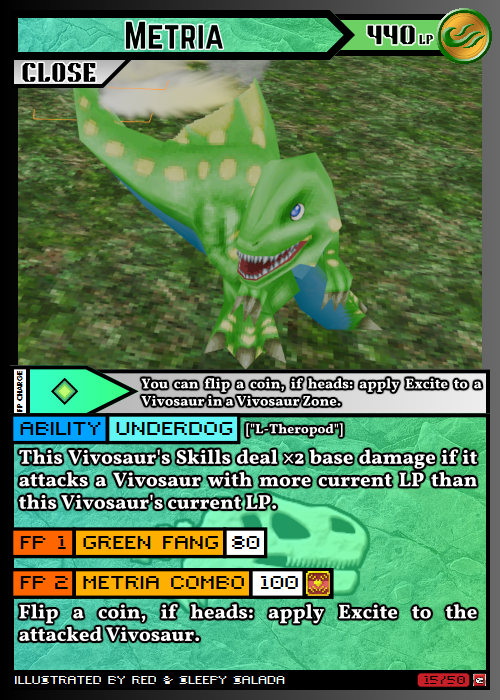 METRIA
440 LP
CLOSE
FP CHARGE
You can flip a coin, if heads: apply Excite to a
Vivosaur in a Vivosaur Zone.
ABILITY UNDERDOG ["L-Theropod"]
This Vivosaur's Skills deal ×2 base damage if it
attacks a Vivosaur with more current LP than
this Vivosaur's current LP.
FP 1 GREEN FANG 80
FP 2 METRIA COMBO 100
Flip a coin, if heads: apply Excite to the
attacked Vivosaur.
ILLUSTRATED BY RED & SLEEPY SALADA
15/50